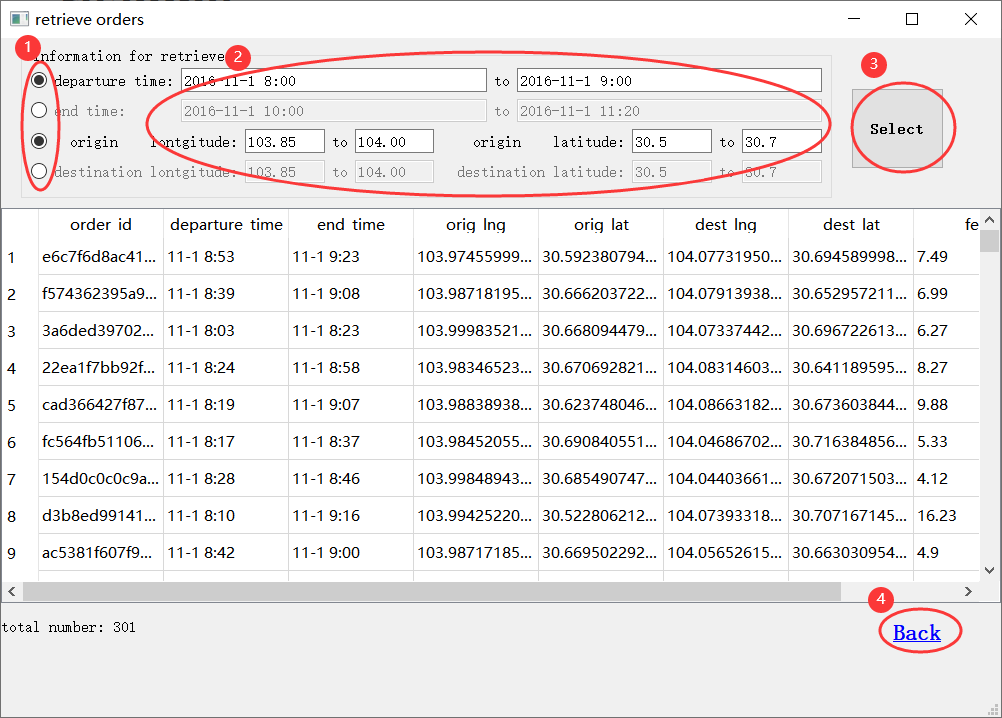 retrieve orders
1
Information for retrieve
2
3
departure time: 2016-11-1 8:00 to 2016-11-1 9:00
end time: 2016-11-1 10:00 to 2016-11-1 11:20
origin lontgitude: 103.85 to 104.00 origin latitude: 30.5 to 30.7
destination lontgitude: 103.85 to 104.00 destination latitude: 30.5 to 30.7
Select
order id departure time end time orig lng orig lat dest lng dest lat fe
1 e6c7f6d8ac41... 11-1 8:53 11-1 9:23 103.97455999... 30.592380794... 104.07731950... 30.694589998... 7.49
2 f574362395a9... 11-1 8:39 11-1 9:08 103.98718195... 30.666203722... 104.07913938... 30.652957211... 6.99
3 3a6ded39702... 11-1 8:03 11-1 8:23 103.99983521... 30.668094479... 104.07337442... 30.696722613... 6.27
4 22ea1f7bb92f... 11-1 8:24 11-1 8:58 103.98346523... 30.670692821... 104.08314603... 30.641189595... 8.27
5 cad366427f87... 11-1 8:19 11-1 9:07 103.98838938... 30.623748046... 104.08663182... 30.673603844... 9.88
6 fc564fb51106... 11-1 8:17 11-1 8:37 103.98452055... 30.690840551... 104.04686702... 30.716384856... 5.33
7 154d0c0c0c9a... 11-1 8:28 11-1 8:46 103.99848943... 30.685490747... 104.04403661... 30.672071503... 4.12
8 d3b8ed99141... 11-1 8:10 11-1 9:16 103.99425220... 30.522806212... 104.07393318... 30.707167145... 16.23
9 ac5381f607f9... 11-1 8:42 11-1 9:00 103.98717185... 30.669502292... 104.05652615... 30.663030954... 4.9
4
total number: 301
Back